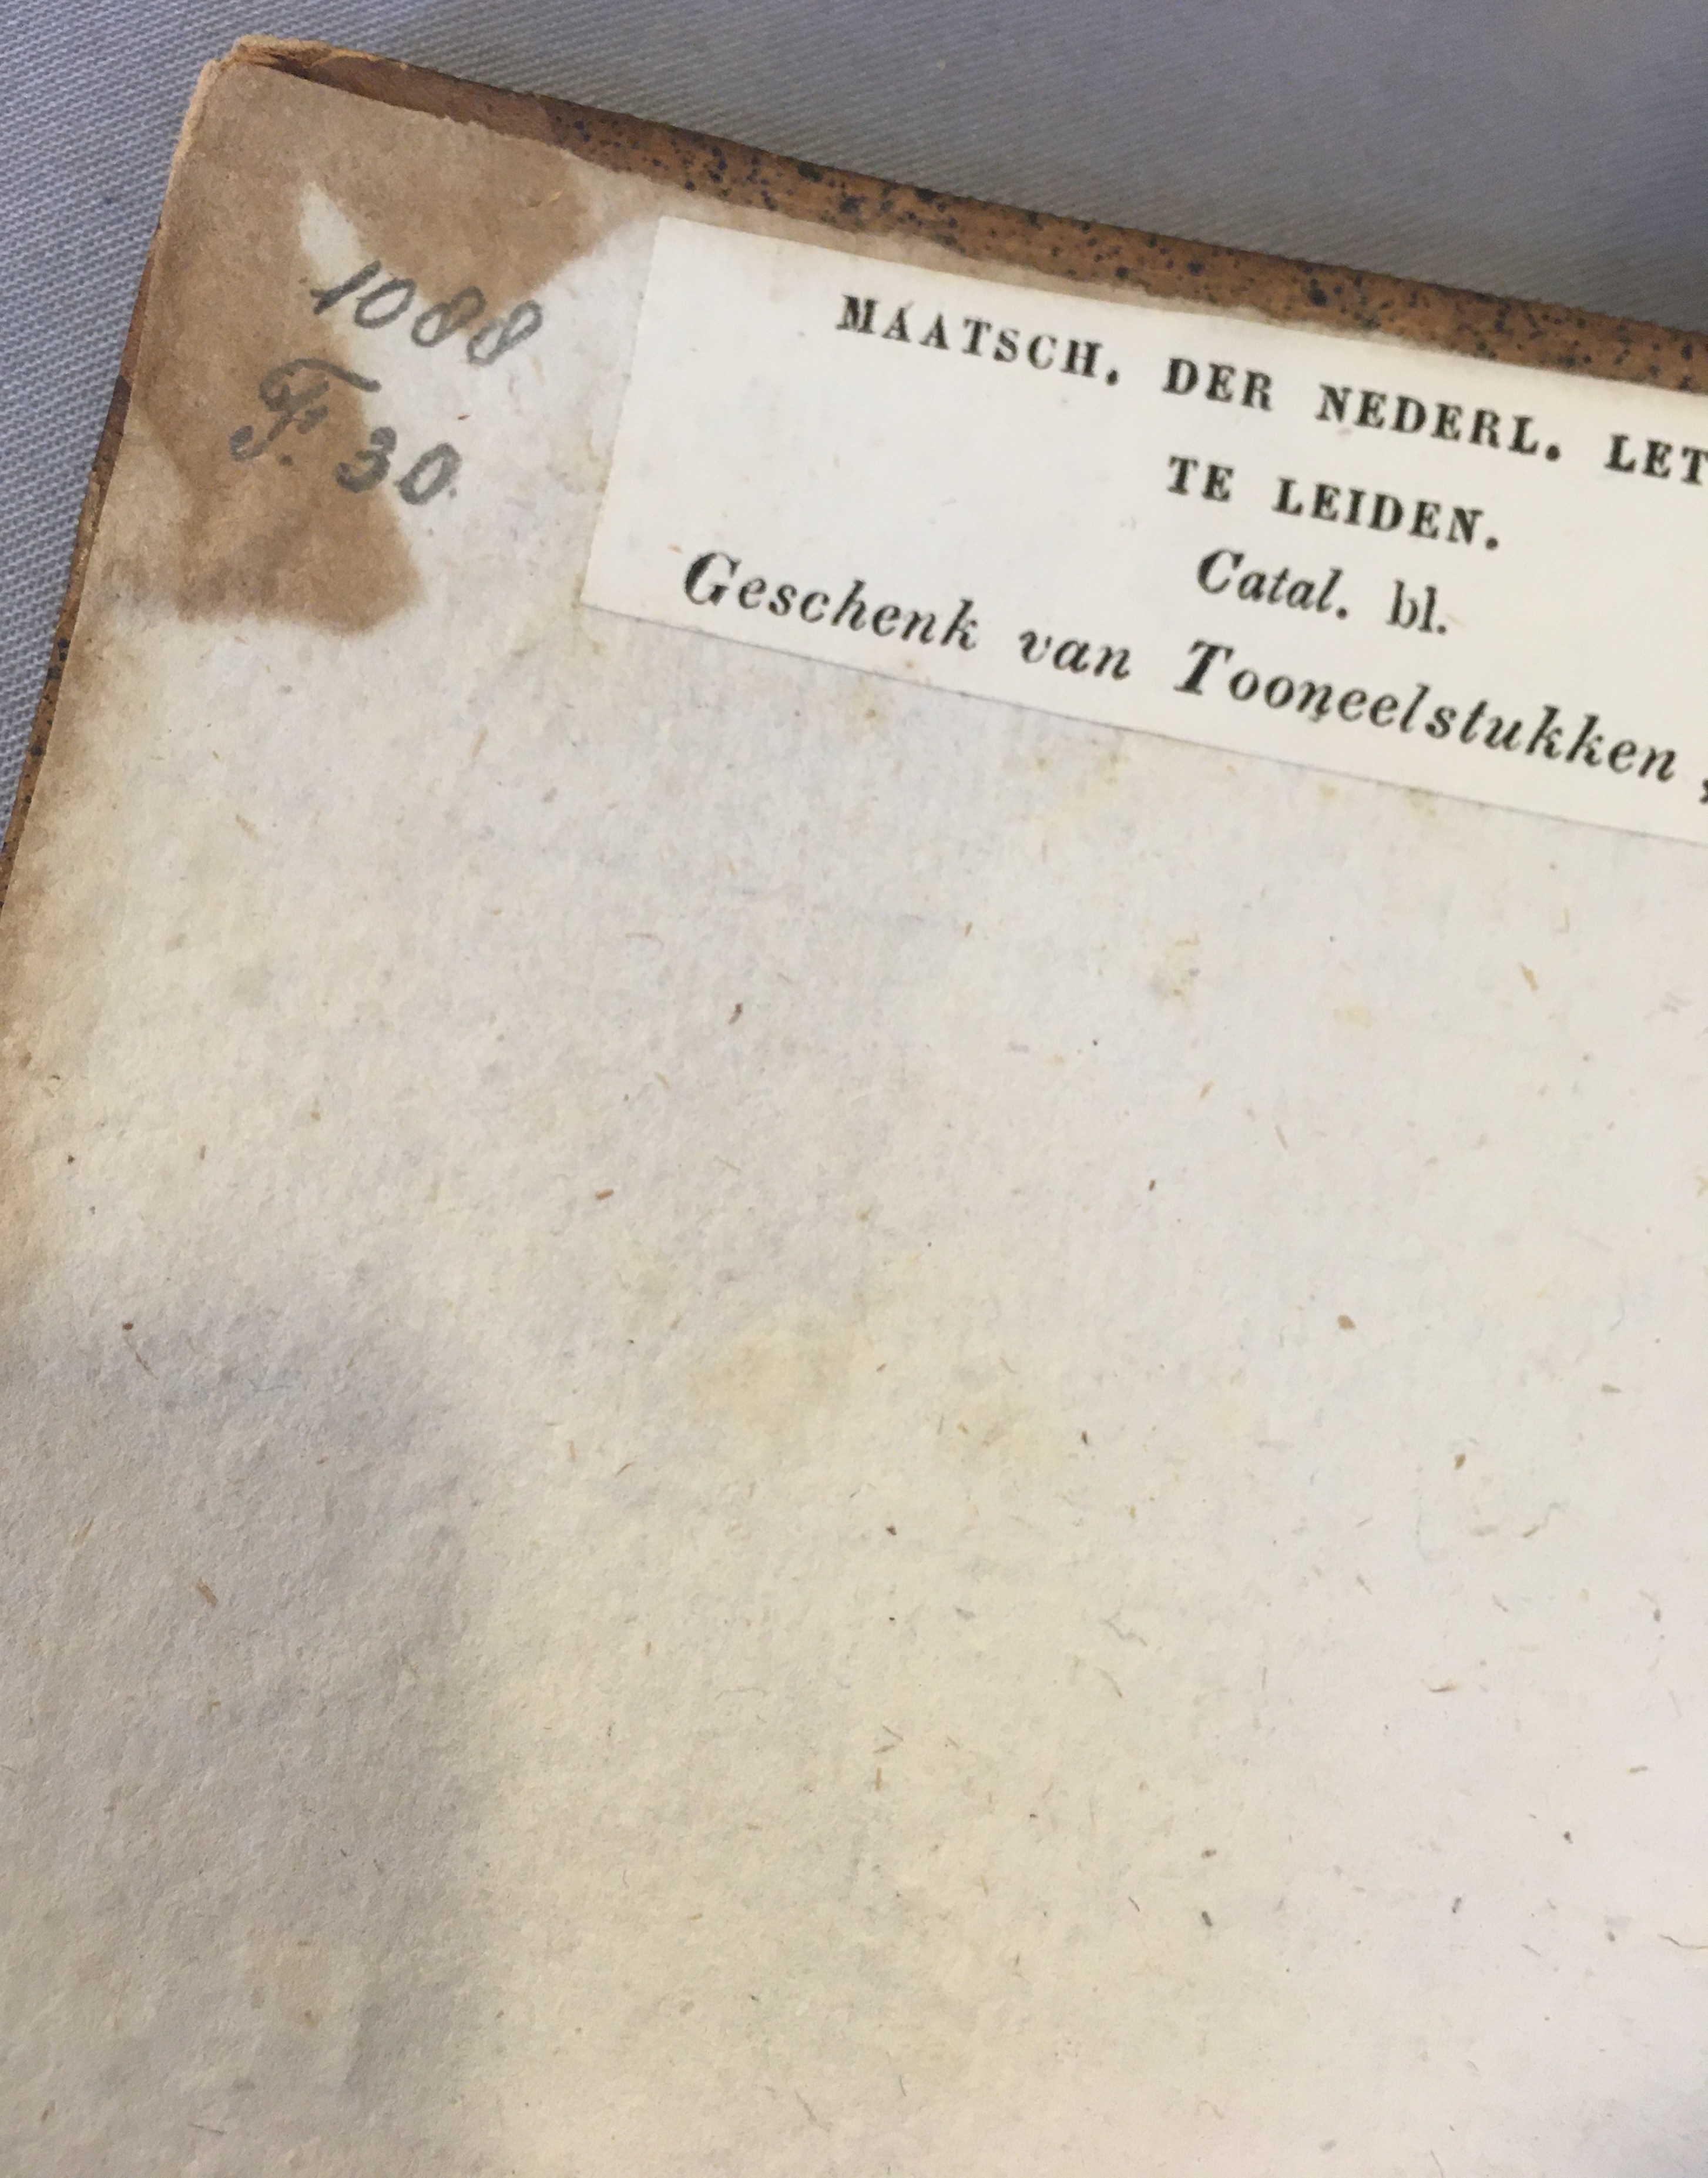 1088
F. 30.
MAATSCH. DER NEDERL. LET
TE LEIDEN.
Catal. bl.
Geschenk van Tooneelstukken,